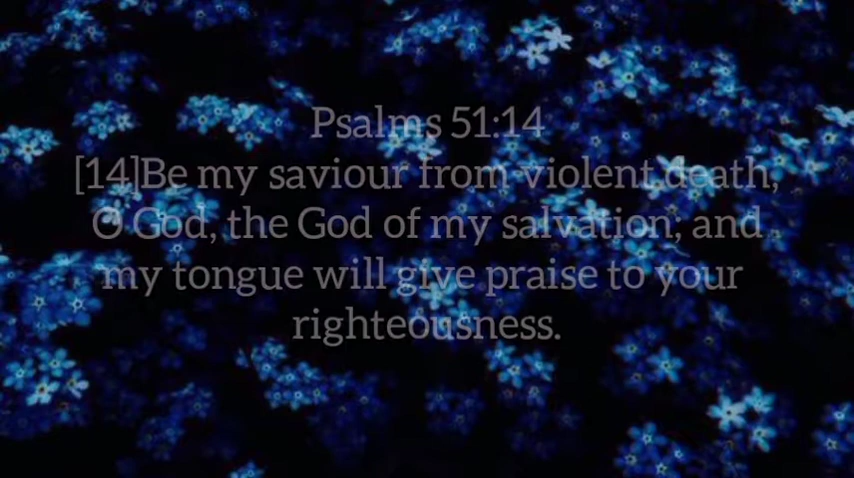 Psalms 51:14
[14]Be my saviour from violent death,
O God, the God of my salvation; and
my tongue will give praise to your
righteousness.